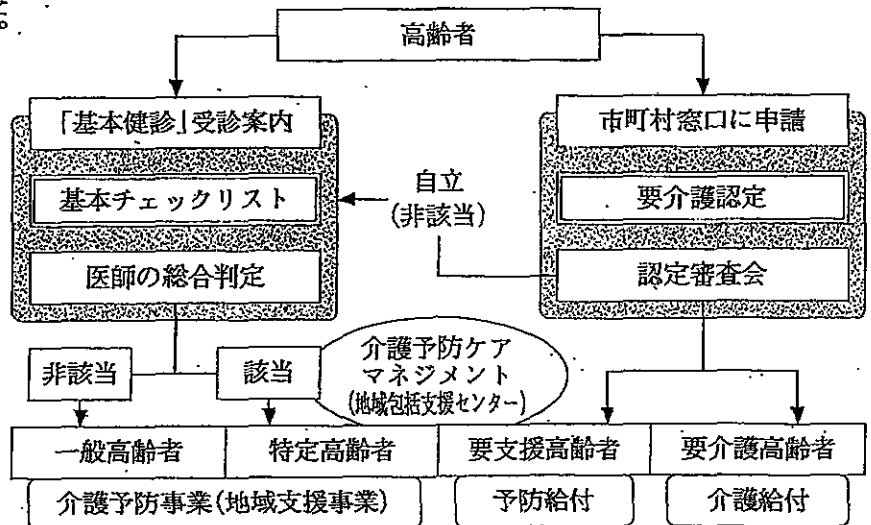 る。
高齢者
「基本健診」受診案内
基本チェックリスト
医師の総合判定
自立
(非該当)
市町村窓口に申請
要介護認定
認定審査会
非該当
該当
介護予防ケア
マネジメント
(地域包括支援センター)
一般高齢者
特定高齢者
要支援高齢者
要介護高齢者
介護予防事業(地域支援事業)
予防給付
介護給付